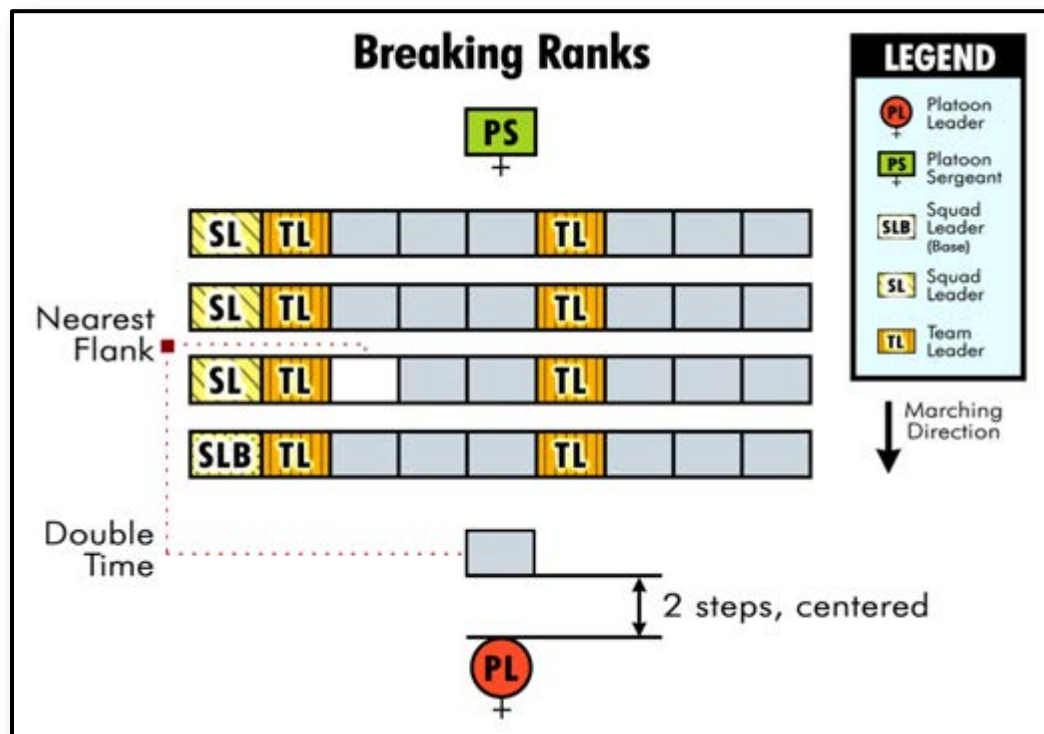 Breaking Ranks
PS
SL TL TL
SL TL TL
Nearest
Flank
SL TL TL
SLB TL TL
Double
Time
2 steps, centered
PL
LEGEND
PL Platoon
Leader
PS Platoon
Sergeant
SLB Squad
Leader
(Base)
SL Squad
Leader
TL Team
Leader
Marching
Direction